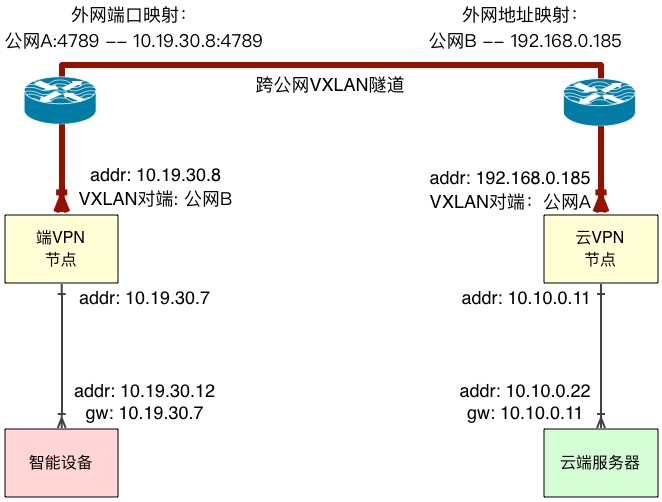 外网端口映射：
公网A:4789 -- 10.19.30.8:4789
外网地址映射：
公网B -- 192.168.0.185
跨公网VXLAN隧道
addr: 10.19.30.8
VXLAN对端: 公网B
addr: 192.168.0.185
VXLAN对端：公网A
端VPN
节点
云VPN
节点
addr: 10.19.30.7
addr: 10.10.0.11
addr: 10.19.30.12
gw: 10.19.30.7
addr: 10.10.0.22
gw: 10.10.0.11
智能设备
云端服务器